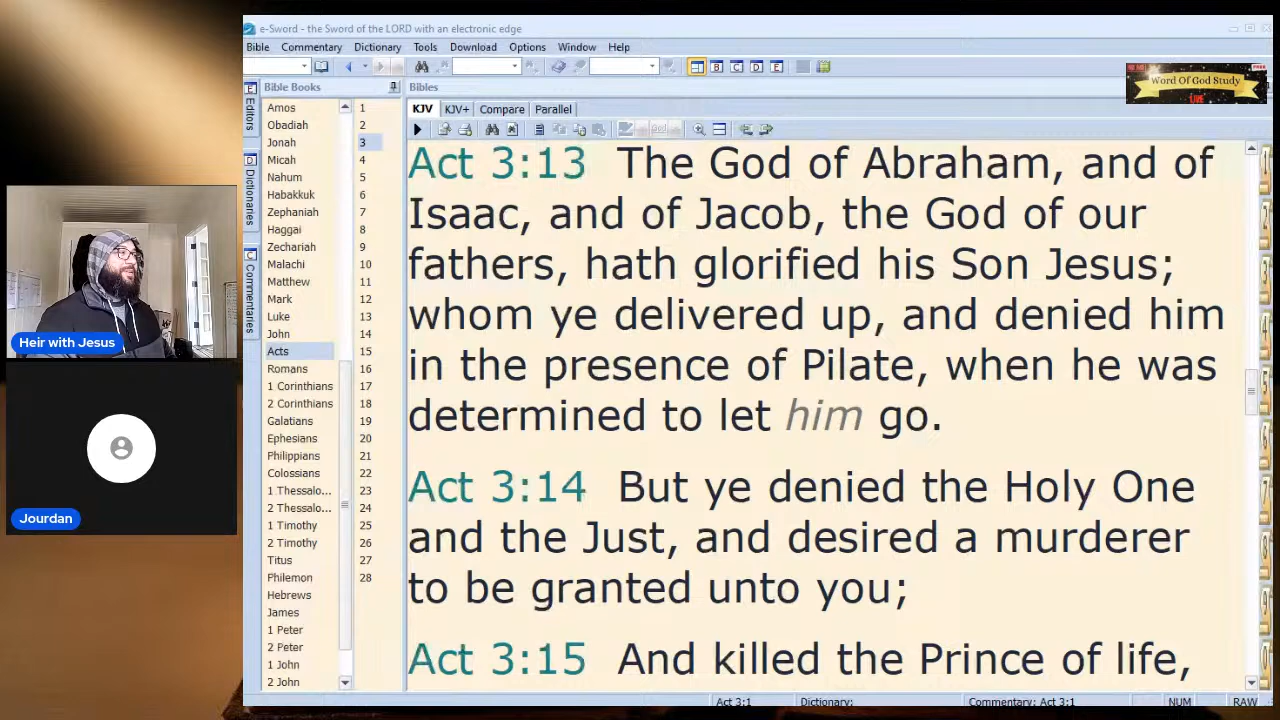 e-Sword - the Sword of the LORD with an electronic edge
Bible Commentary Dictionary Tools Download Options Window Help
Word Of God Study
LIVE
Editors
Dictionaries
Commentaries
Bible Books
Amos
Obadiah
Jonah
Micah
Nahum
Habakkuk
Zephaniah
Haggai
Zechariah
Malachi
Matthew
Mark
Luke
John
Acts
Romans
1 Corinthians
2 Corinthians
Galatians
Ephesians
Philippians
Colossians
1 Thessalo...
2 Thessalo...
1 Timothy
2 Timothy
Titus
Philemon
Hebrews
James
1 Peter
2 Peter
1 John
2 John
1
2
3
4
5
6
7
8
9
10
11
12
13
14
15
16
17
18
19
20
21
22
23
24
25
26
27
28
Bibles
KJV KJV+ Compare Parallel
Act 3:13 The God of Abraham, and of
Isaac, and of Jacob, the God of our
fathers, hath glorified his Son Jesus;
whom ye delivered up, and denied him
in the presence of Pilate, when he was
determined to let him go.
Act 3:14 But ye denied the Holy One
and the Just, and desired a murderer
to be granted unto you;
Act 3:15 And killed the Prince of life,
Act 3:1 Dictionary: Commentary: Act 3:1 NUM RAW
Heir with Jesus
Jourdan